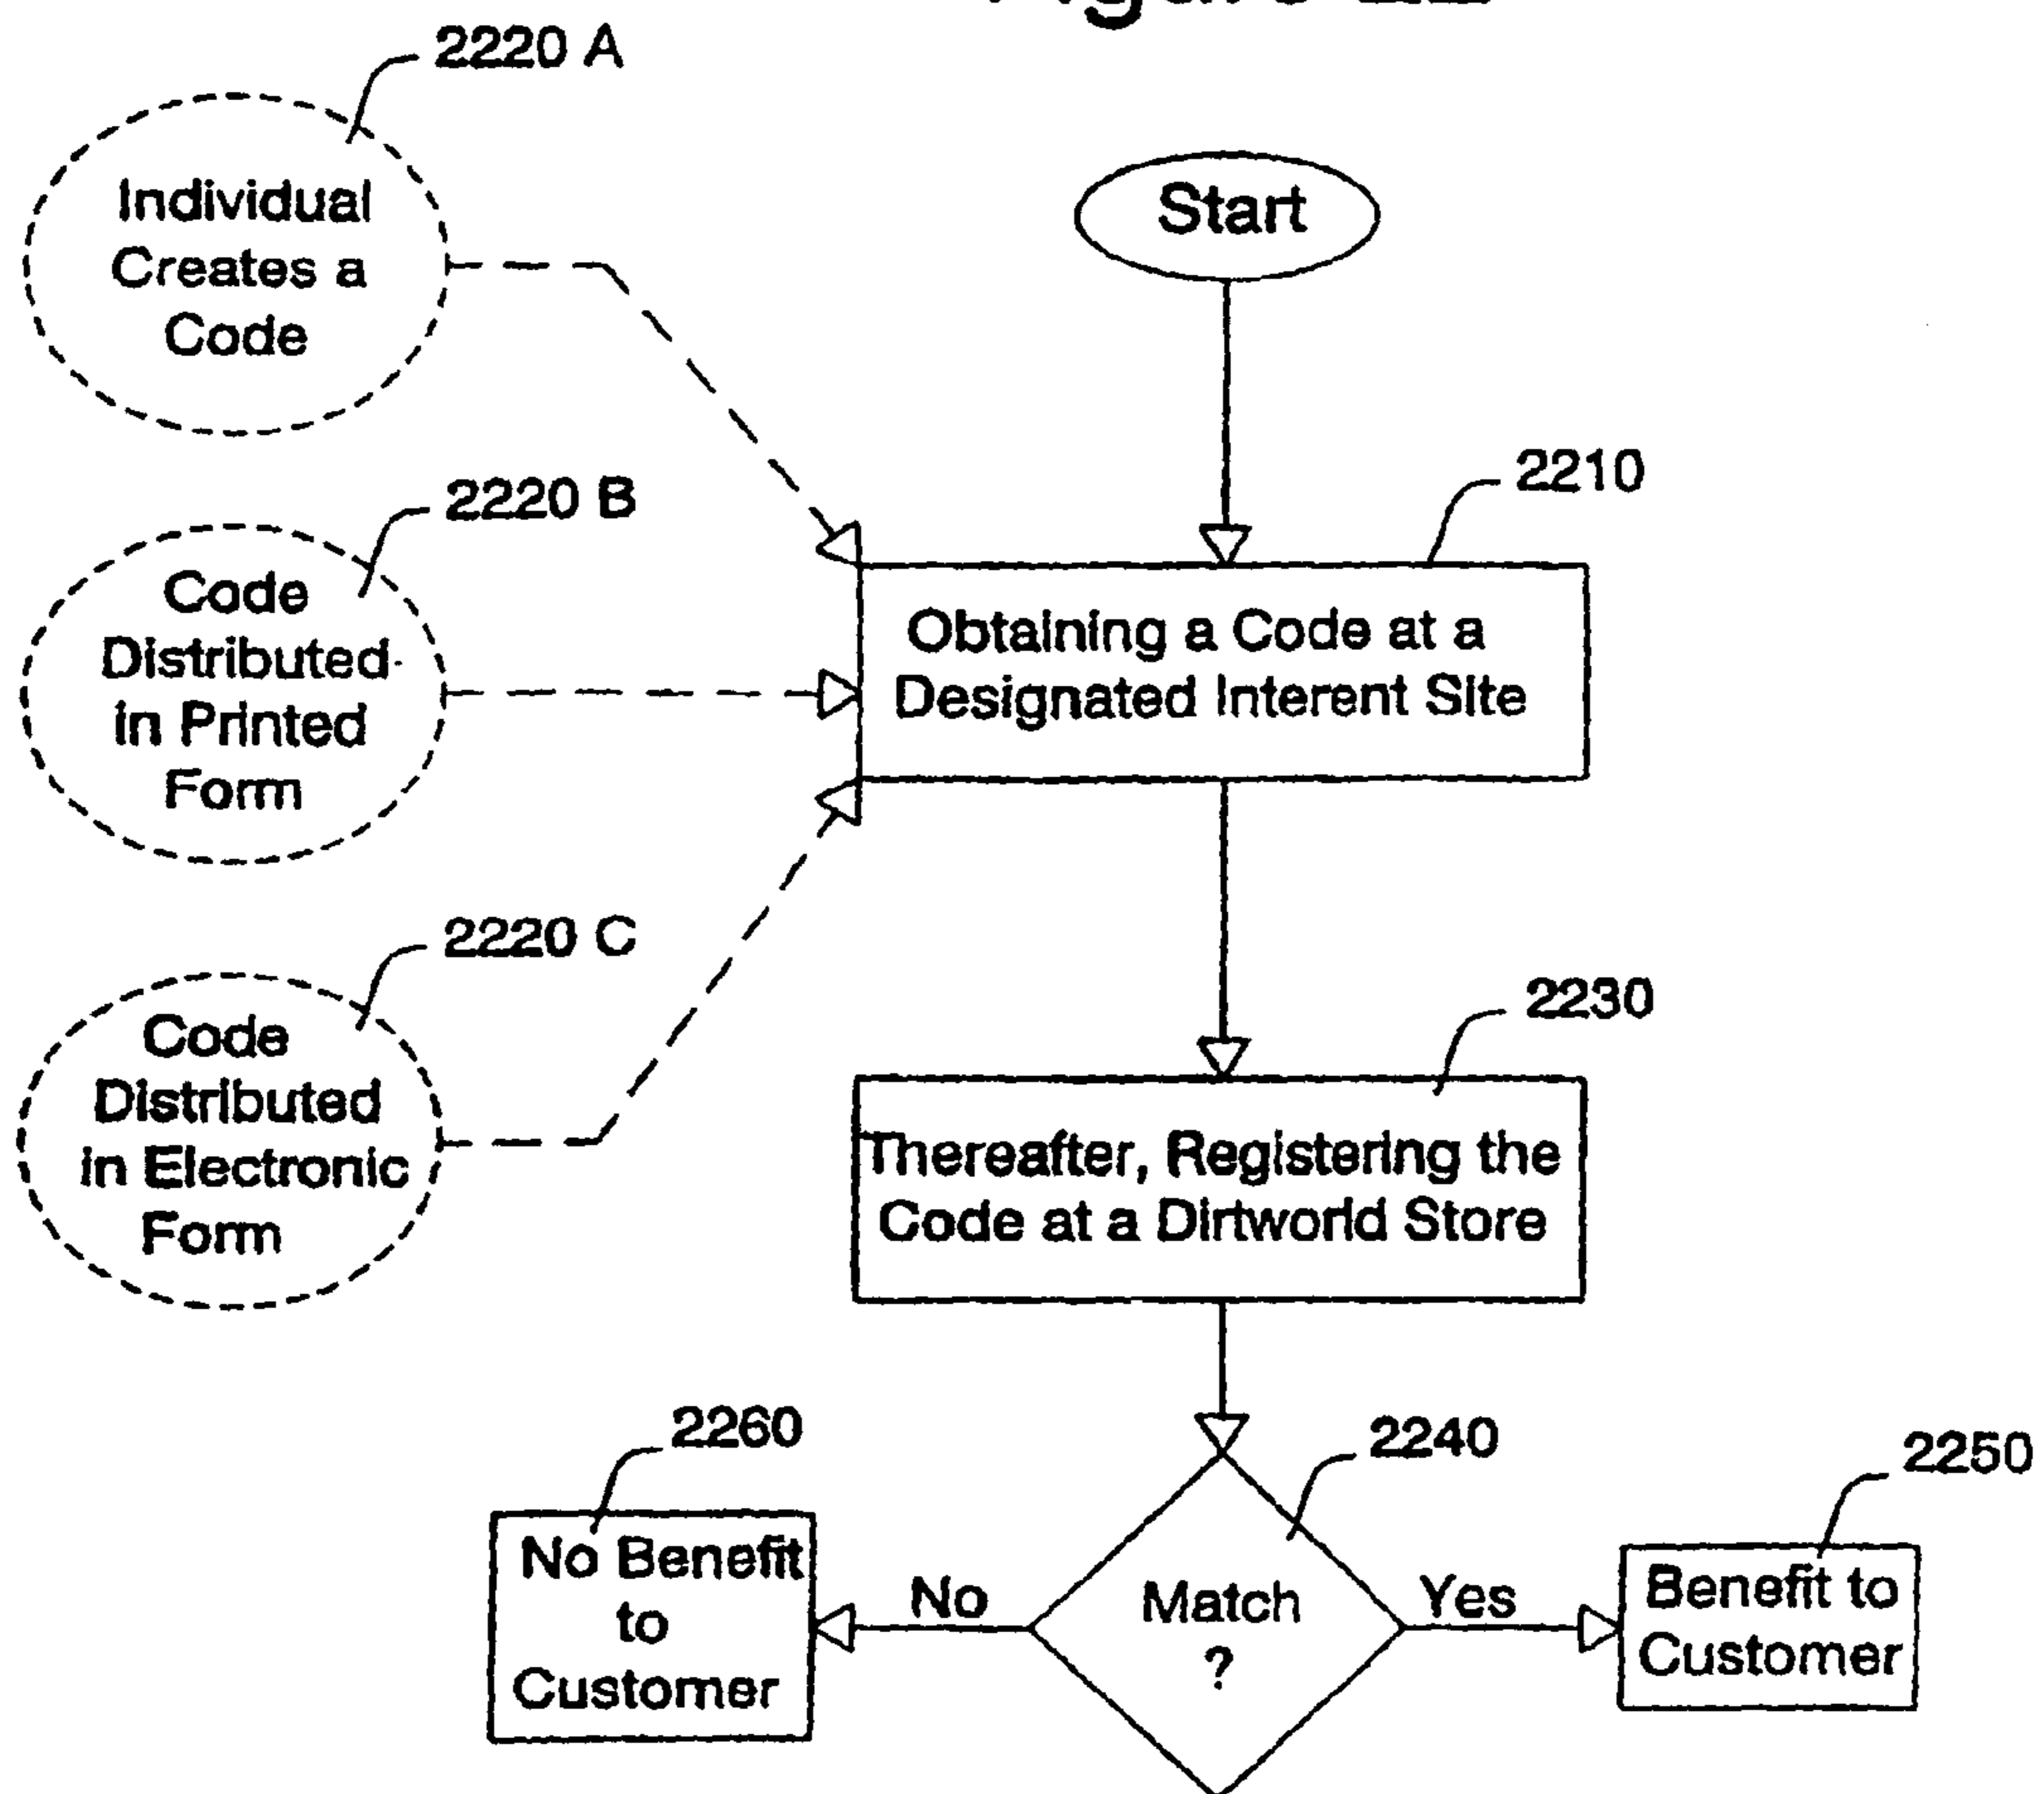 2220 A
Individual
Creates a
Code
Start
2220 B
Code
Distributed
in Printed
Form
2210
Obtaining a Code at a
Designated Interent Site
2220 C
Code
Distributed
in Electronic
Form
2230
Thereafter, Registering the
Code at a Dirtworld Store
2260
No Benefit
to
Customer
No
2240
Match
?
Yes
2250
Benefit to
Customer